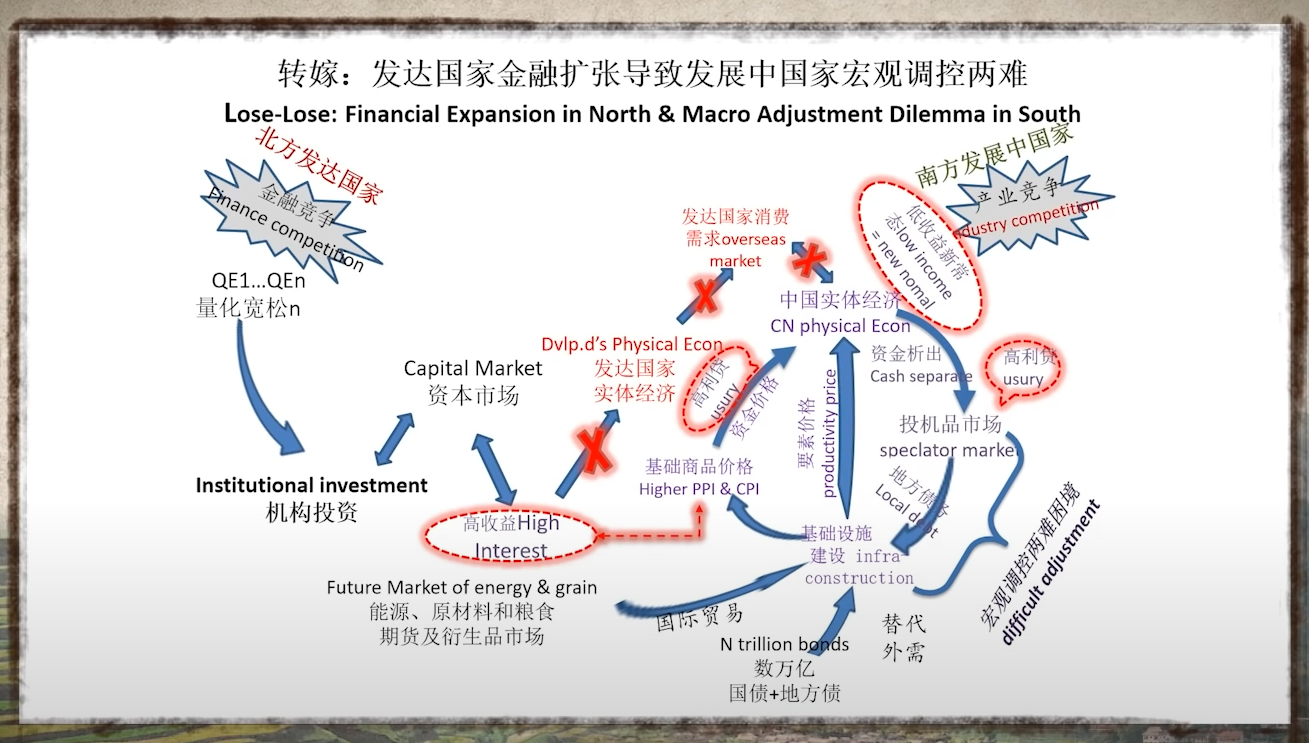 转嫁：发达国家金融扩张导致发展中国家宏观调控两难
Lose-Lose: Financial Expansion in North & Macro Adjustment Dilemma in South
北方发达国家
金融竞争
Finance competition
QE1...QEn
量化宽松n
Capital Market
资本市场
Institutional investment
机构投资
高收益High
Interest
Future Market of energy & grain
能源、原材料和粮食
期货及衍生品市场
发达国家消费
需求overseas
market
Dvlp.d's Physical Econ
发达国家
实体经济
高利贷
usury
资金价格
基础商品价格
Higher PPI & CPI
要素价格
productivity price
南方发展中国家
产业竞争
industry competition
低收益新常
态low income
= new nomal
中国实体经济
CN physical Econ
资金析出
Cash separate
高利贷
usury
投机品市场
speclator market
地方债务
Local debt
基础设施
建设 infra-
construction
国际贸易
N trillion bonds
数万亿
国债+地方债
替代
外需
宏观调控两难困境
difficult adjustment